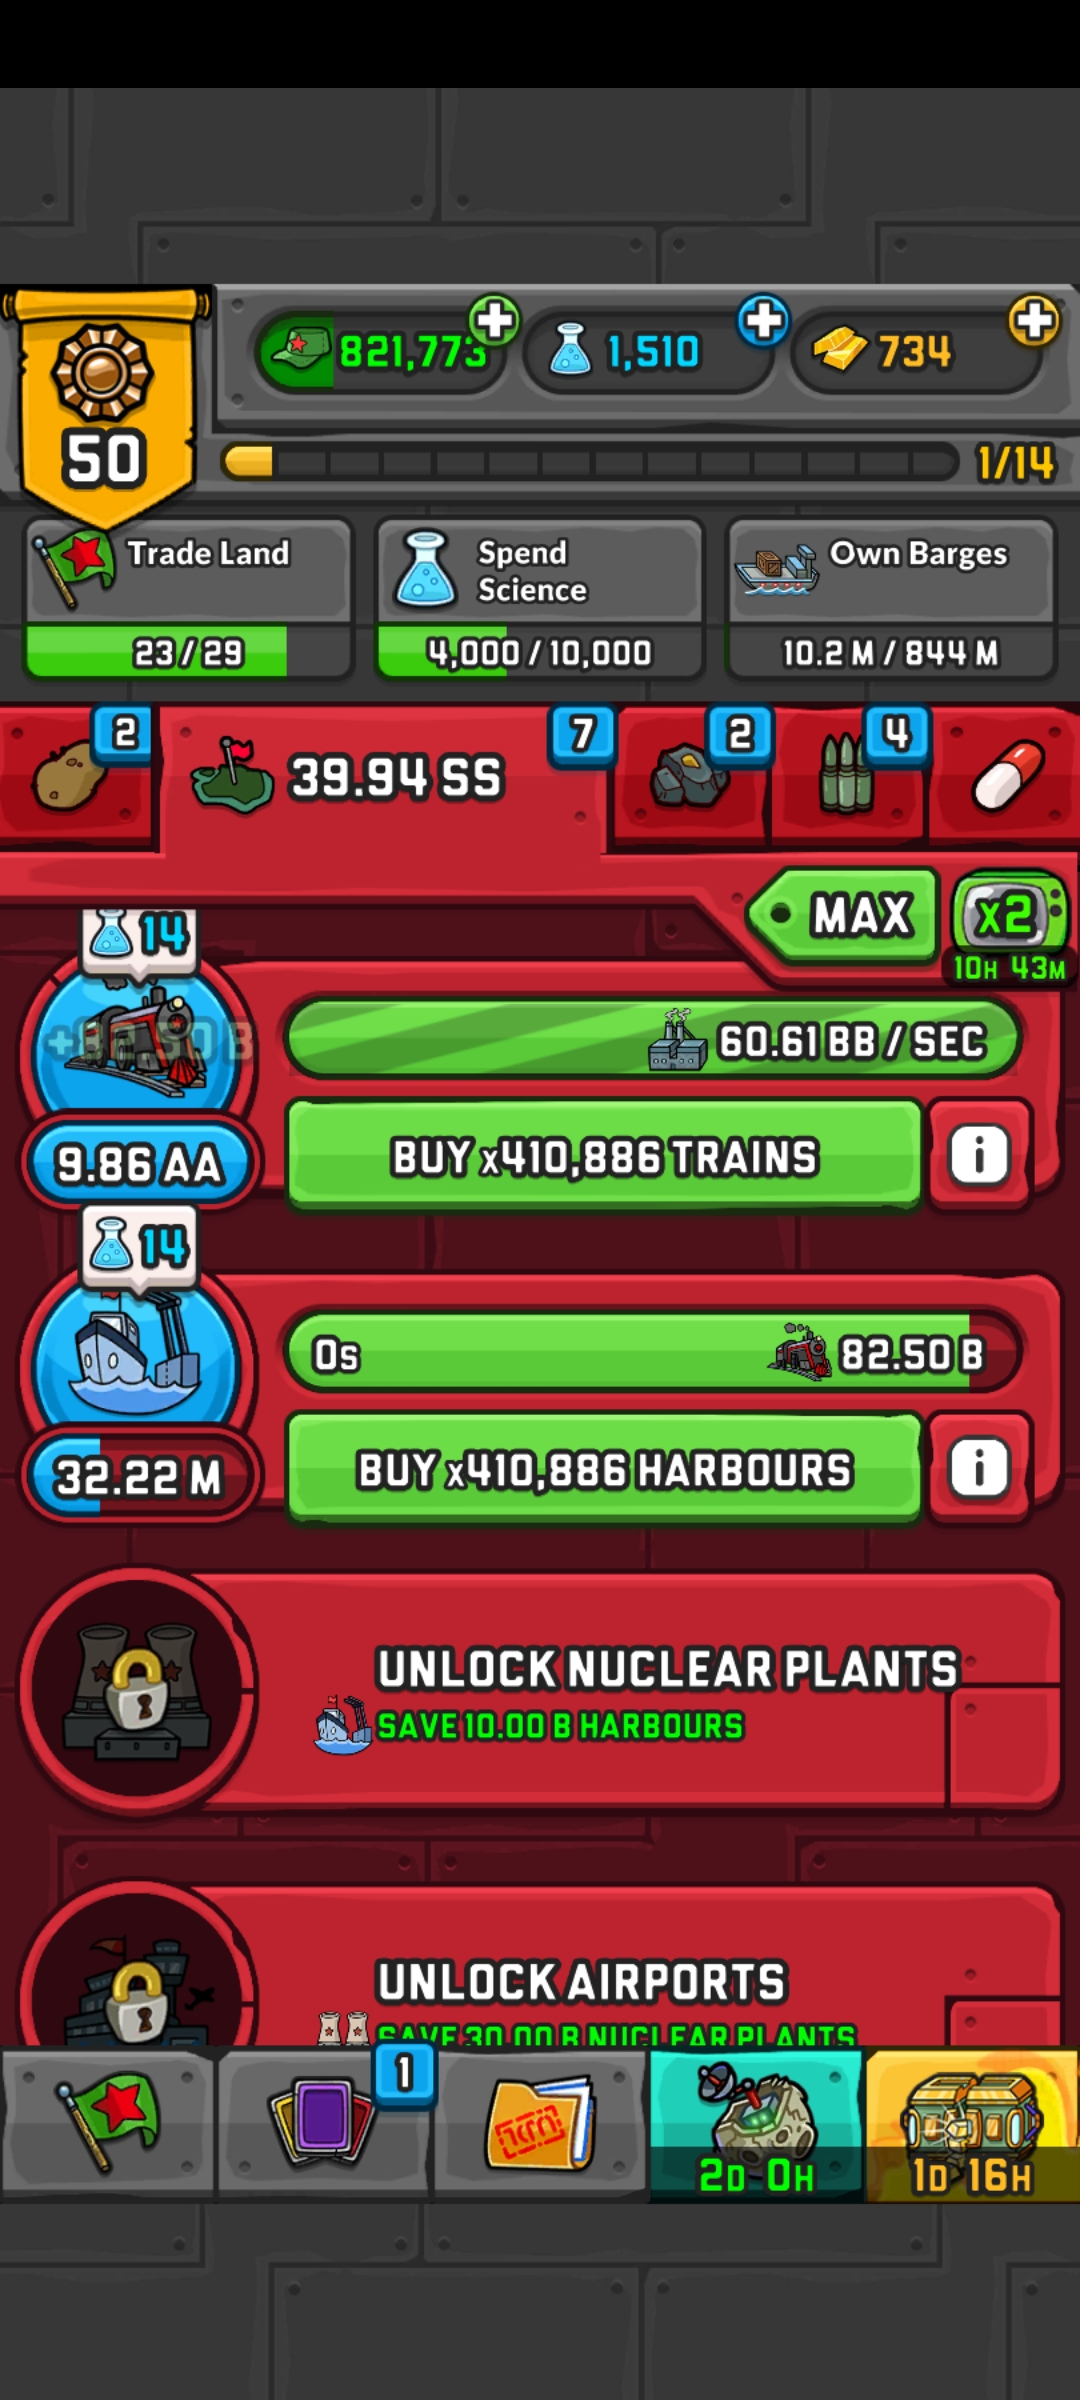 821,773
1,510
734
50
1/14
Trade Land
23/29
Spend
Science
4,000/10,000
Own Barges
10.2 M/844 M
2
39.94 SS
7
2
4
MAX
x2
10H 43M
14
60.61 BB / SEC
9.86 AA
BUY x410,886 TRAINS
i
14
0s
82.50 B
32.22 M
BUY x410,886 HARBOURS
i
UNLOCK NUCLEAR PLANTS
SAVE 10.00 B HARBOURS
UNLOCK AIRPORTS
SAVE 30.00 B NUCLEAR PLANTS
1
2D 0H
1D 16H